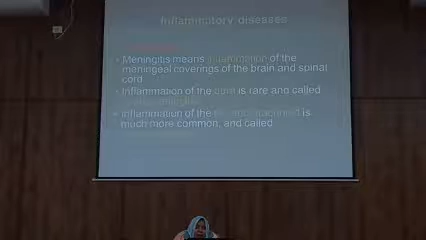 Inflammatory diseases
• Meningitis means inflammation of the
meningeal coverings of the brain and spinal
cord
• Inflammation of the dura is rare and called
• Inflammation of the is
much more common, and called